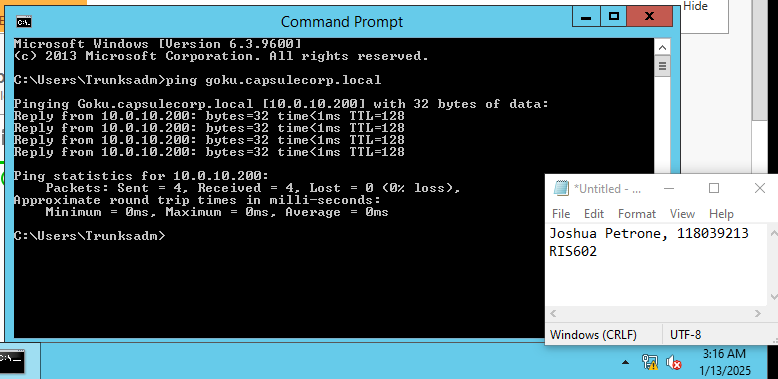 Hide
Command Prompt
Microsoft Windows [Version 6.3.9600]
(c) 2013 Microsoft Corporation. All rights reserved.
C:\Users\Trunksadm>ping goku.capsulecorp.local
Pinging Goku.capsulecorp.local [10.0.10.200] with 32 bytes of data:
Reply from 10.0.10.200: bytes=32 time<1ms TTL=128
Reply from 10.0.10.200: bytes=32 time<1ms TTL=128
Reply from 10.0.10.200: bytes=32 time<1ms TTL=128
Reply from 10.0.10.200: bytes=32 time<1ms TTL=128
Ping statistics for 10.0.10.200:
Packets: Sent = 4, Received = 4, Lost = 0 (0% loss),
Approximate round trip times in milli-seconds:
Minimum = 0ms, Maximum = 0ms, Average = 0ms
C:\Users\Trunksadm>
*Untitled - ...
File Edit Format View Help
Joshua Petrone, 118039213
RIS602
Windows (CRLF) UTF-8
3:16 AM
1/13/2025